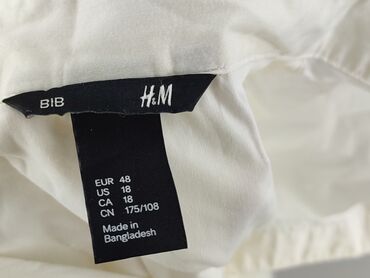 BIB H&M
EUR 48
US 18
CA 18
CN 175/108
Made in
Bangladesh